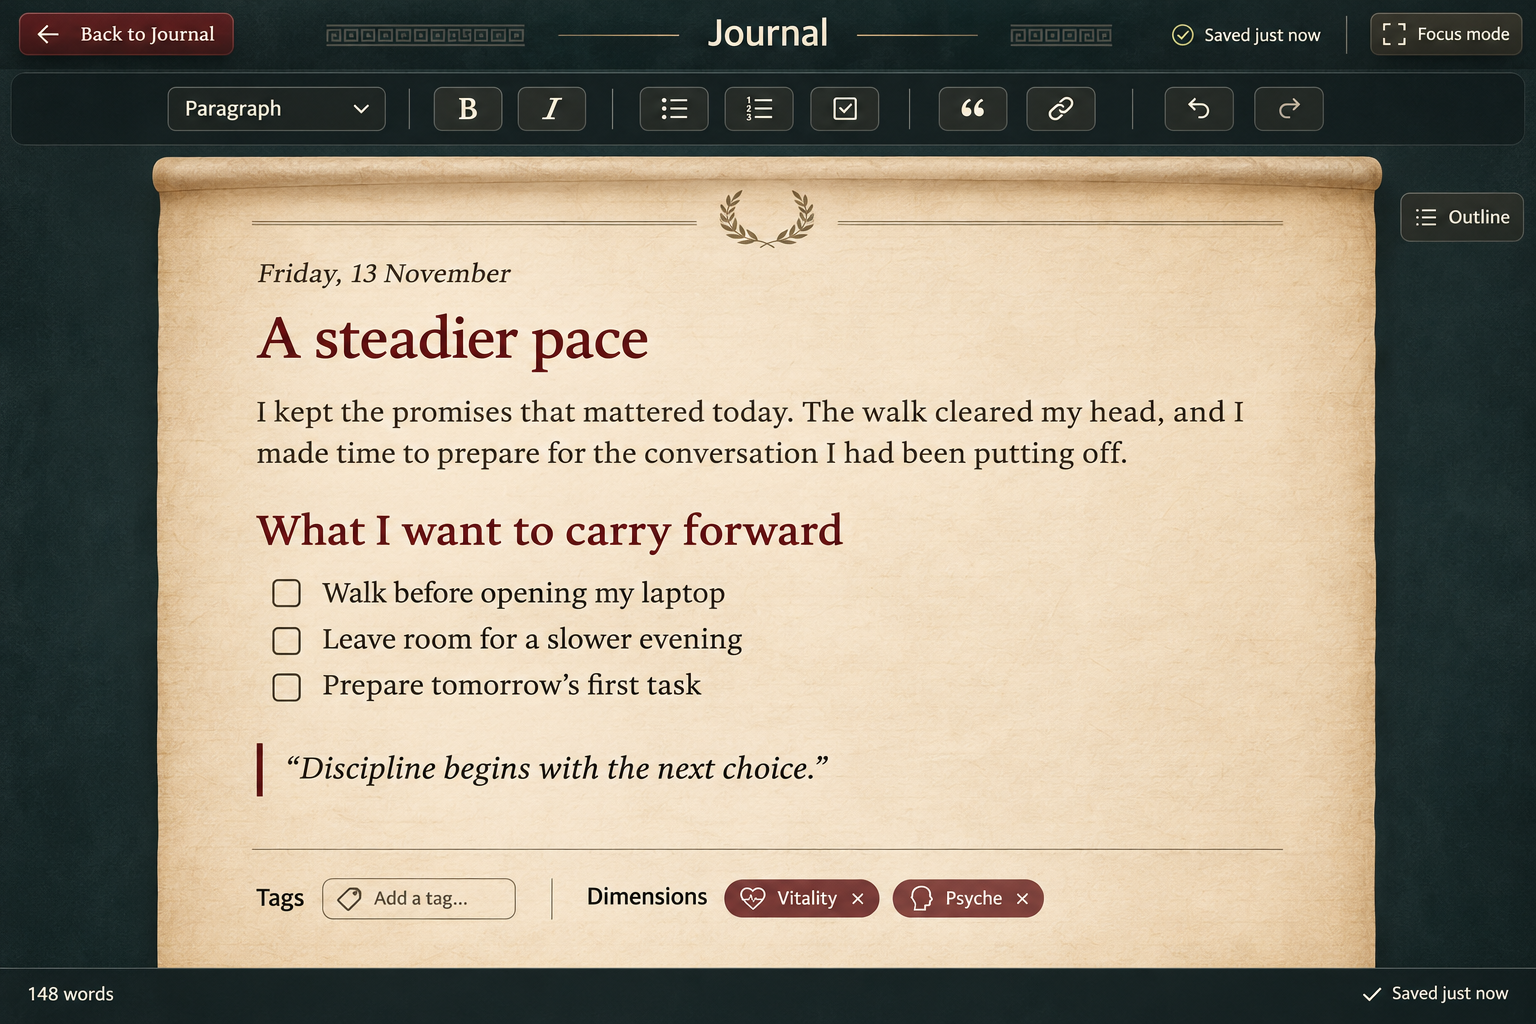 Back to Journal
Journal
Saved just now
Focus mode
Paragraph
B
I
1
2
3
“
Outline
Friday, 13 November
A steadier pace
I kept the promises that mattered today. The walk cleared my head, and I
made time to prepare for the conversation I had been putting off.
What I want to carry forward
Walk before opening my laptop
Leave room for a slower evening
Prepare tomorrow’s first task
“Discipline begins with the next choice.”
Tags
Add a tag...
Dimensions
Vitality ×
Psyche ×
148 words
Saved just now